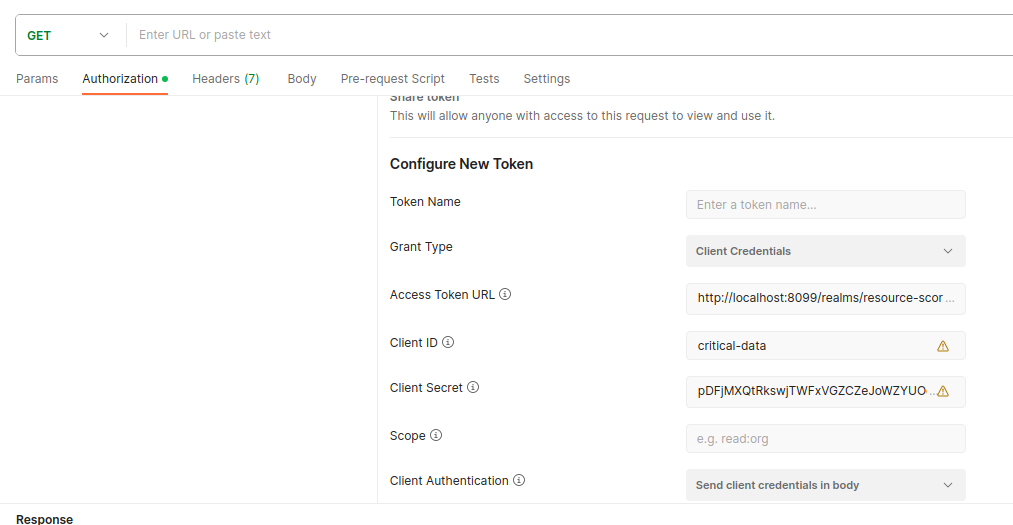 GET Enter URL or paste text
Params Authorization Headers (7) Body Pre-request Script Tests Settings
Share token
This will allow anyone with access to this request to view and use it.
Configure New Token
Token Name Enter a token name...
Grant Type Client Credentials
Access Token URL http://localhost:8099/realms/resource-scor ...
Client ID critical-data
Client Secret pDFjMXQtRkswjTWFxVGZCZeJoWZYUO ...
Scope e.g. read:org
Client Authentication Send client credentials in body
Response